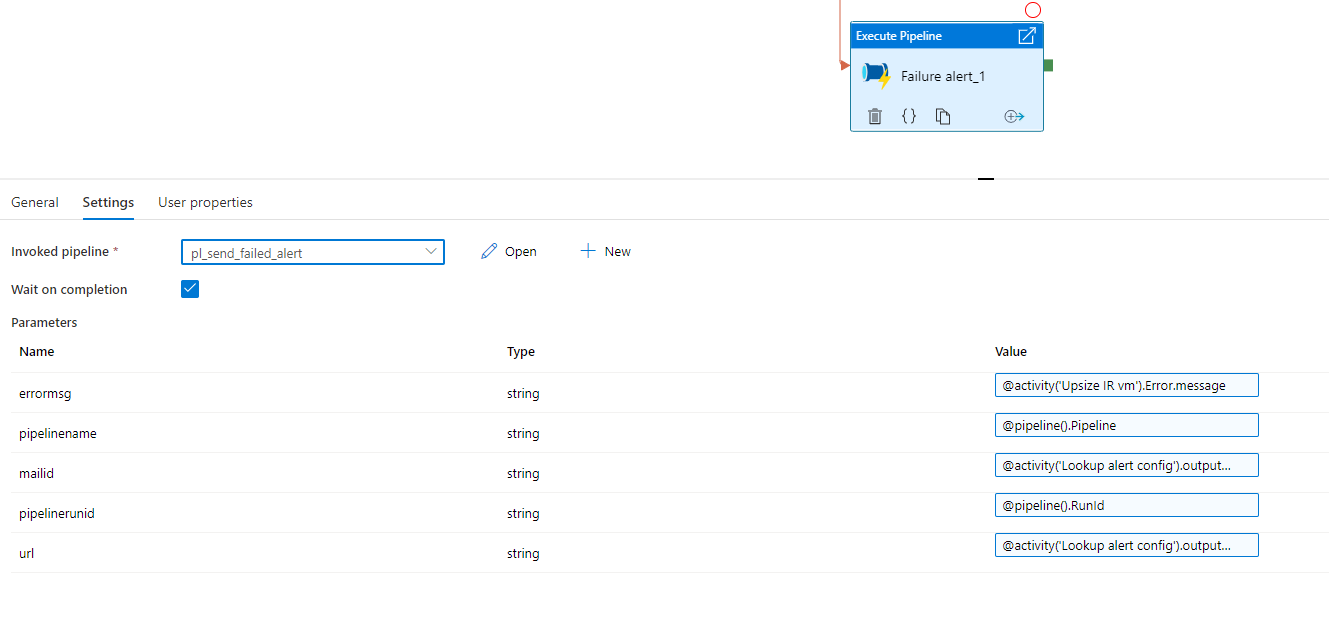 Execute Pipeline
Failure alert_1
{}
General Settings User properties
Invoked pipeline * pl_send_failed_alert Open New
Wait on completion
Parameters
Name Type Value
errormsg string @activity('Upsize IR vm').Error.message
pipelinename string @pipeline().Pipeline
mailid string @activity('Lookup alert config').output...
pipelinerunid string @pipeline().RunId
url string @activity('Lookup alert config').output...